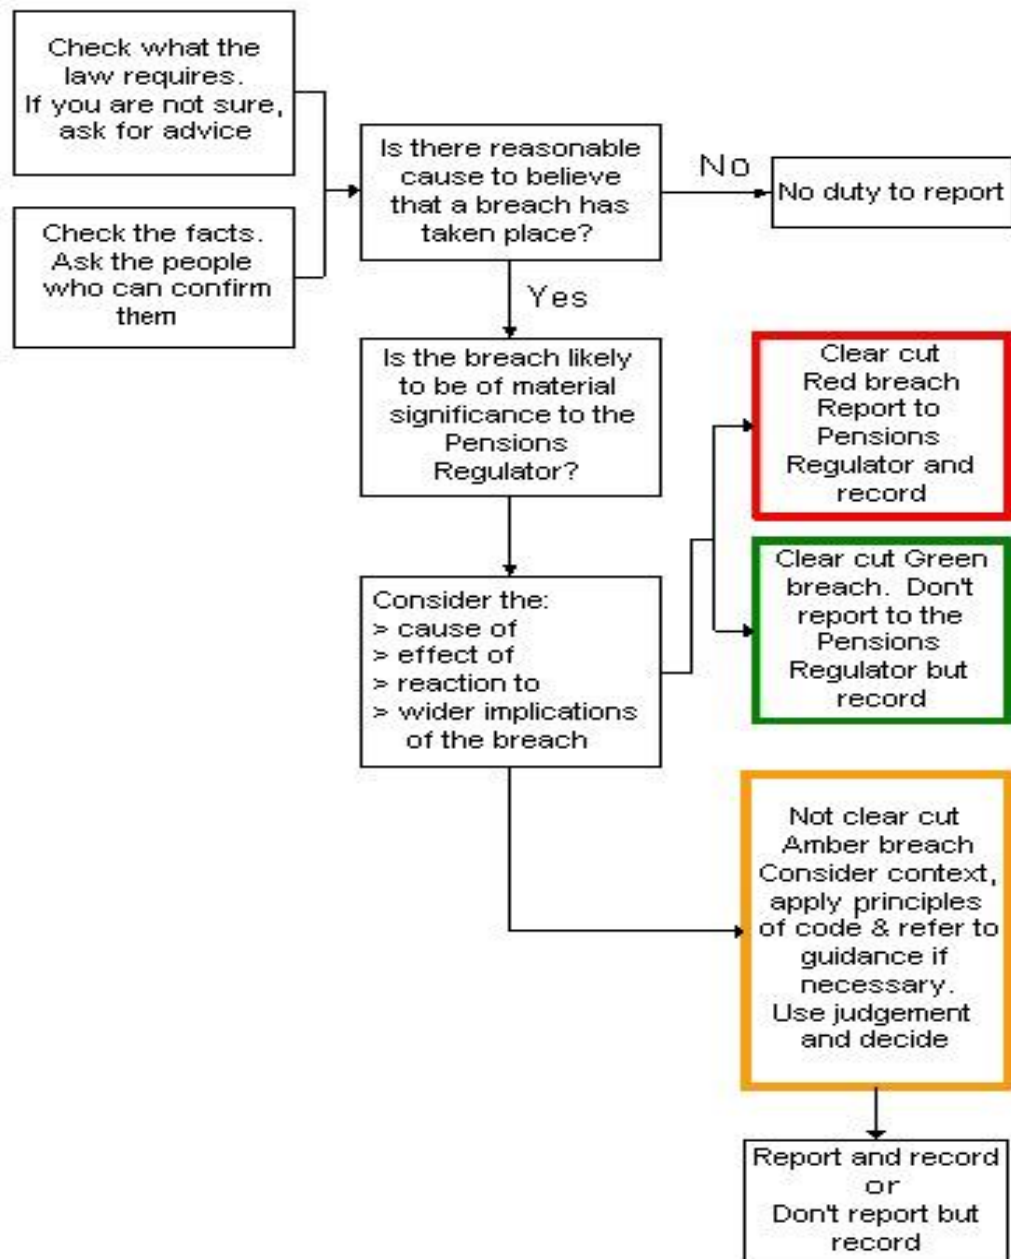 Check what the
law requires.
If you are not sure,
ask for advice
Check the facts.
Ask the people
who can confirm
them
Is there reasonable
cause to believe
that a breach has
taken place?
No
No duty to report
Yes
Is the breach likely
to be of material
significance to the
Pensions
Regulator?
Consider the:
> cause of
> effect of
> reaction to
> wider implications
of the breach
Clear cut
Red breach
Report to
Pensions
Regulator and
record
Clear cut Green
breach. Don't
report to the
Pensions
Regulator but
record
Not clear cut
Amber breach
Consider context,
apply principles
of code & refer to
guidance if
necessary.
Use judgement
and decide
Report and record
or
Don't report but
record